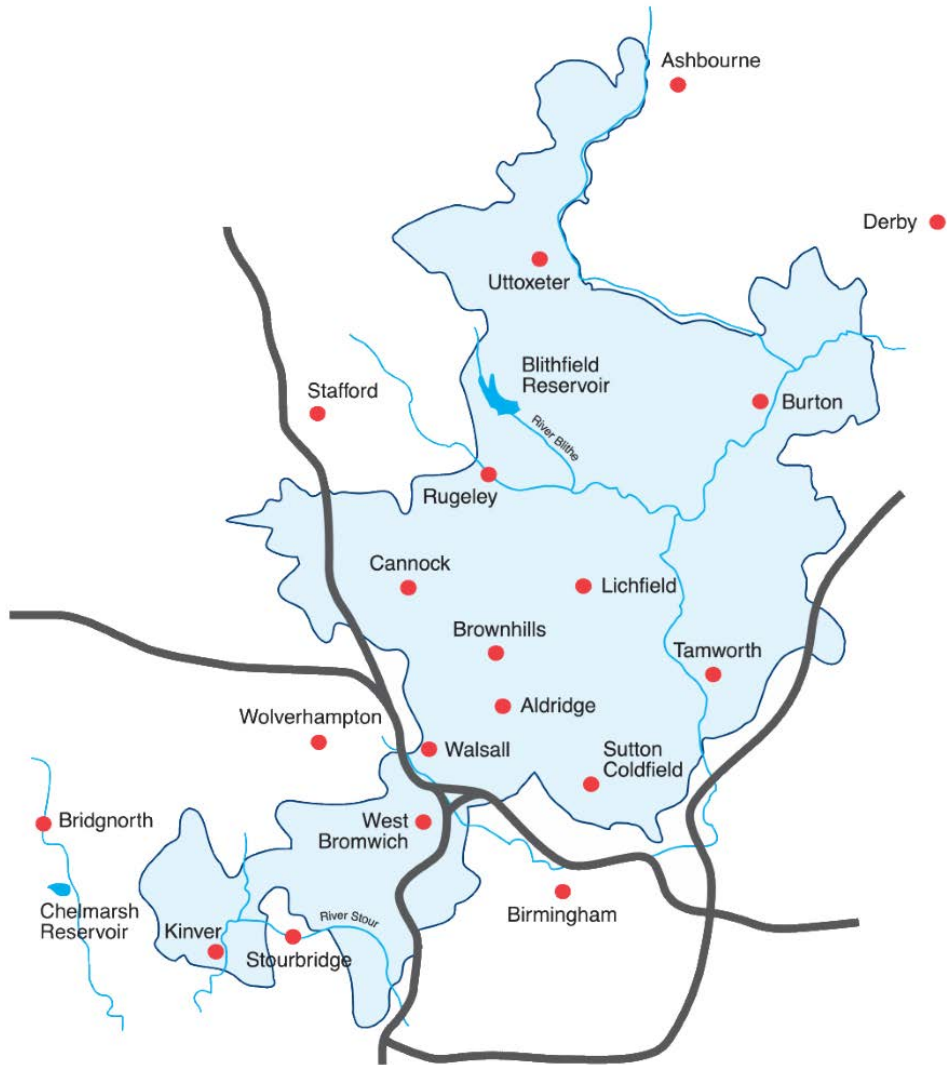 Ashbourne
Derby
Uttoxeter
Blithfield
Reservoir
Stafford
Burton
River Blithe
Rugeley
Cannock
Lichfield
Brownhills
Tamworth
Aldridge
Wolverhampton
Walsall
Sutton
Coldfield
Bridgnorth
West
Bromwich
Chelmarsh
Reservoir
Birmingham
Kinver
River Stour
Stourbridge